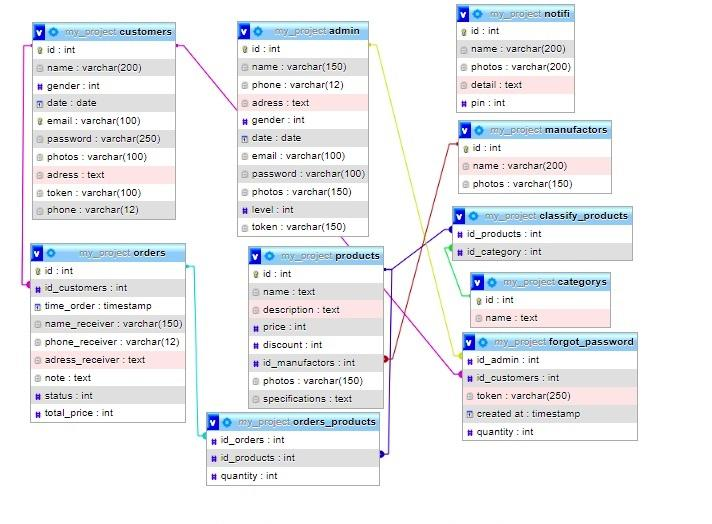 my_project customers
id : int
name : varchar(200)
gender : int
date : date
email : varchar(100)
password : varchar(250)
photos : varchar(100)
adress : text
token : varchar(100)
phone : varchar(12)
my_project admin
id : int
name : varchar(150)
phone : varchar(12)
adress : text
gender : int
date : date
email : varchar(100)
password : varchar(100)
photos : varchar(150)
level : int
token : varchar(150)
my_project notifi
id : int
name : varchar(200)
photos : varchar(200)
detail : text
pin : int
my_project manufactors
id : int
name : varchar(200)
photos : varchar(150)
my_project classify_products
id_products : int
id_category : int
my_project categorys
id : int
name : text
my_project orders
id : int
id_customers : int
time_order : timestamp
name_receiver : varchar(150)
phone_receiver : varchar(12)
adress_receiver : text
note : text
status : int
total_price : int
my_project products
id : int
name : text
description : text
price : int
discount : int
id_manufactors : int
photos : varchar(150)
specifications : text
my_project forgot_password
id_admin : int
id_customers : int
token : varchar(250)
created at : timestamp
quantity : int
my_project orders_products
id_orders : int
id_products : int
quantity : int